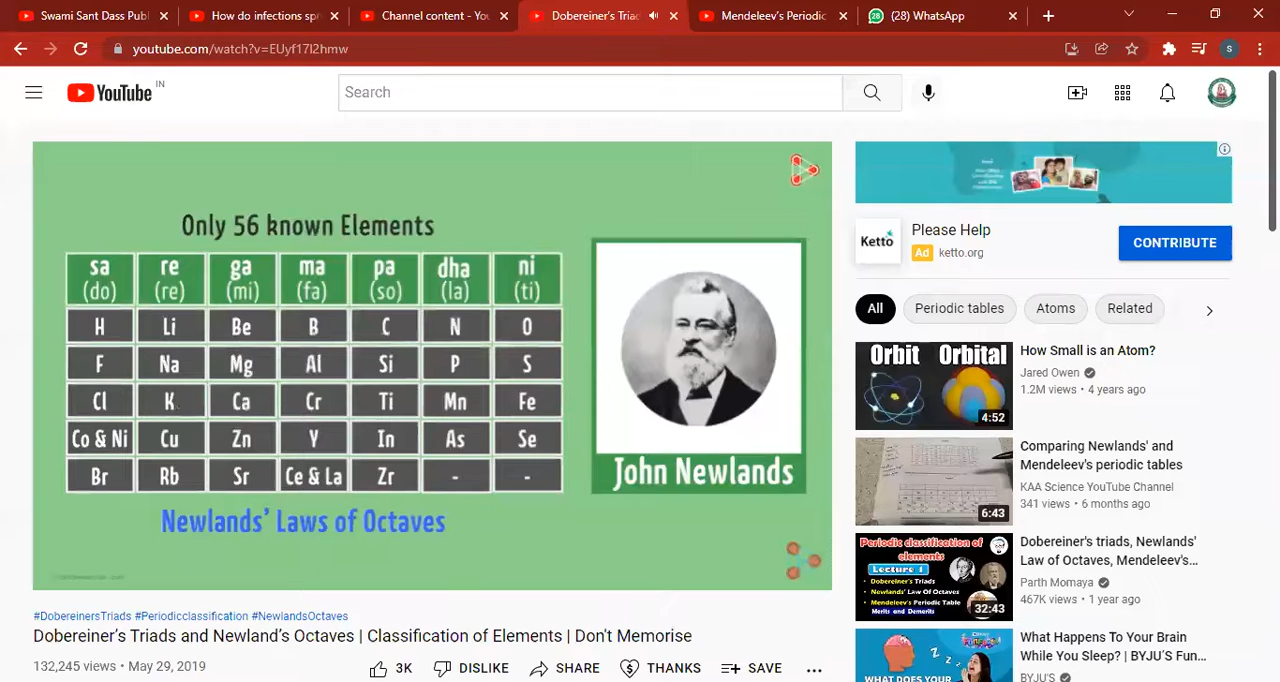 Swami Sant Dass Publ
How do infections spr
Channel content - You
Dobereiner's Triad
Mendeleev's Periodic
28
(28) WhatsApp
youtube.com/watch?v=EUyf17I2hmw
S
YouTube IN
Search
Only 56 known Elements
sa re ga ma pa dha ni
(do) (re) (mi) (fa) (so) (la) (ti)
H Li Be B C N O
F Na Mg Al Si P S
Cl K Ca Cr Ti Mn Fe
Co & Ni Cu Zn Y In As Se
Br Rb Sr Ce & La Zr - -
John Newlands
Newlands' Laws of Octaves
#DobereinersTriads #Periodicclassification #NewlandsOctaves
Dobereiner's Triads and Newland's Octaves | Classification of Elements | Don't Memorise
132,245 views • May 29, 2019
3K DISLIKE SHARE THANKS SAVE
Ketto
Please Help
Ad ketto.org
CONTRIBUTE
All Periodic tables Atoms Related
Orbit Orbital
4:52
How Small is an Atom?
Jared Owen
1.2M views • 4 years ago
6:43
Comparing Newlands' and
Mendeleev's periodic tables
KAA Science YouTube Channel
341 views • 6 months ago
Periodic classification of
elements
Lecture 1
• Dobereiner's Triads
• Newlands' Law Of Octaves
• Mendeleev's Periodic Table
Merits and Demerits
32:43
Dobereiner's triads, Newlands'
Law of Octaves, Mendeleev's...
Parth Momaya
467K views • 1 year ago
WHAT DOES YOUR
What Happens To Your Brain
While You Sleep? | BYJU'S Fun...
BYJU'S